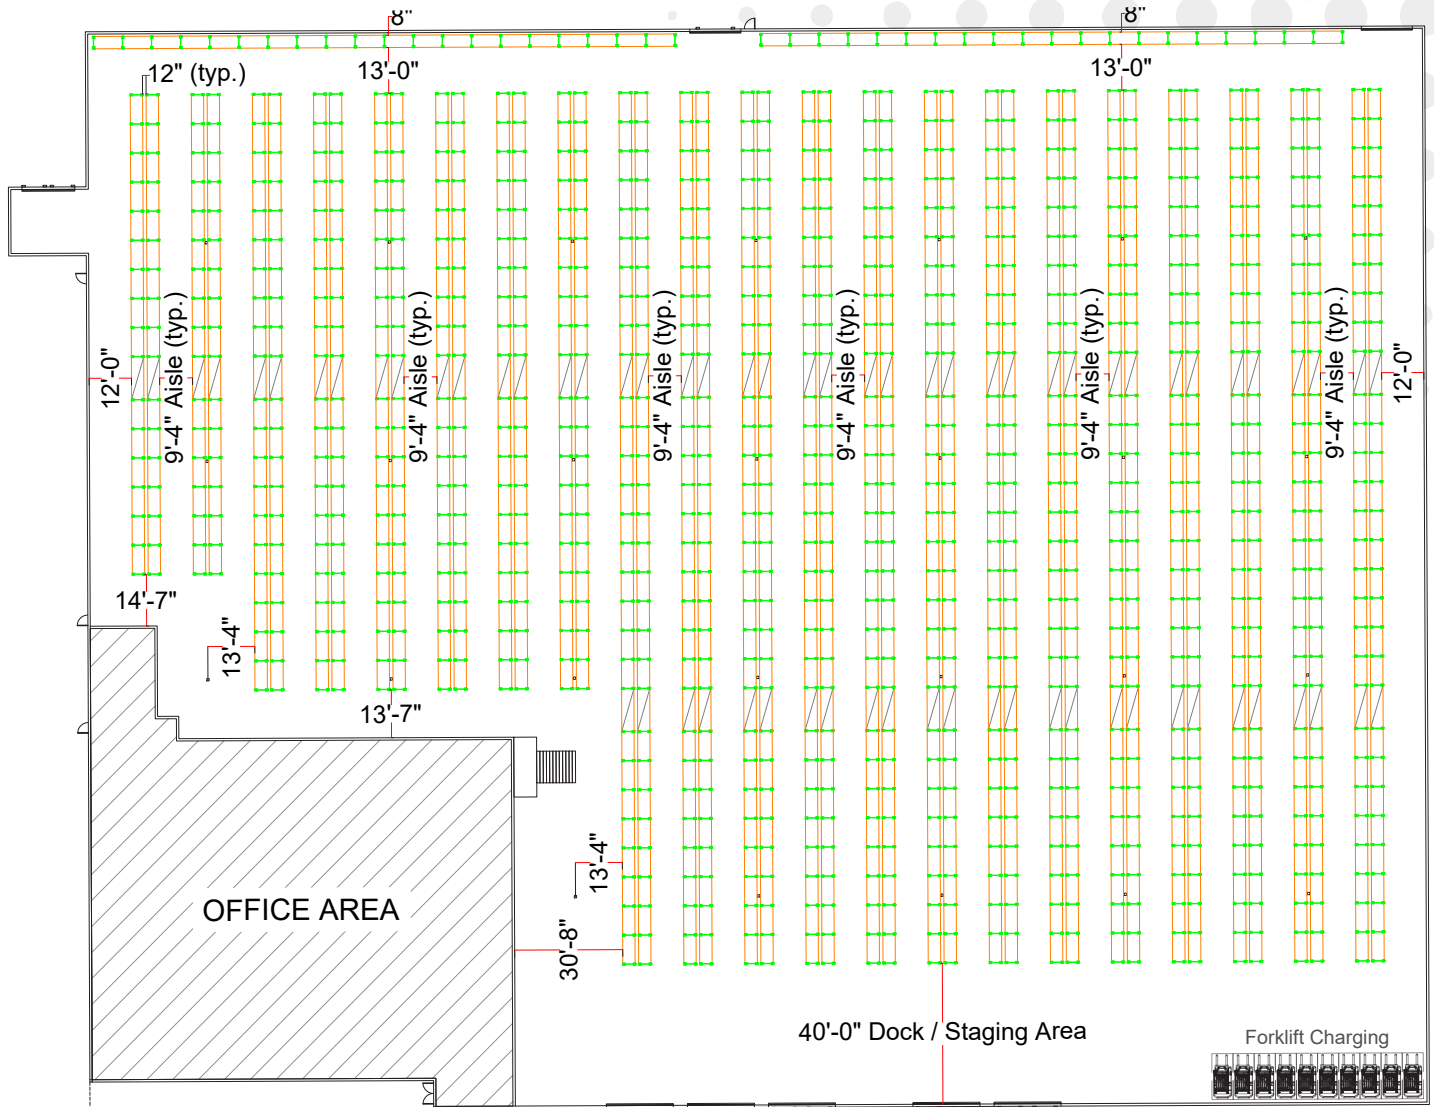 8"
8"
12" (typ.)
13'-0"
13'-0"
12'-0"
9'-4" Aisle (typ.)
9'-4" Aisle (typ.)
9'-4" Aisle (typ.)
9'-4" Aisle (typ.)
9'-4" Aisle (typ.)
9'-4" Aisle (typ.)
12'-0"
14'-7"
13'-4"
13'-7"
13'-4"
OFFICE AREA
30'-8"
40'-0" Dock / Staging Area
Forklift Charging